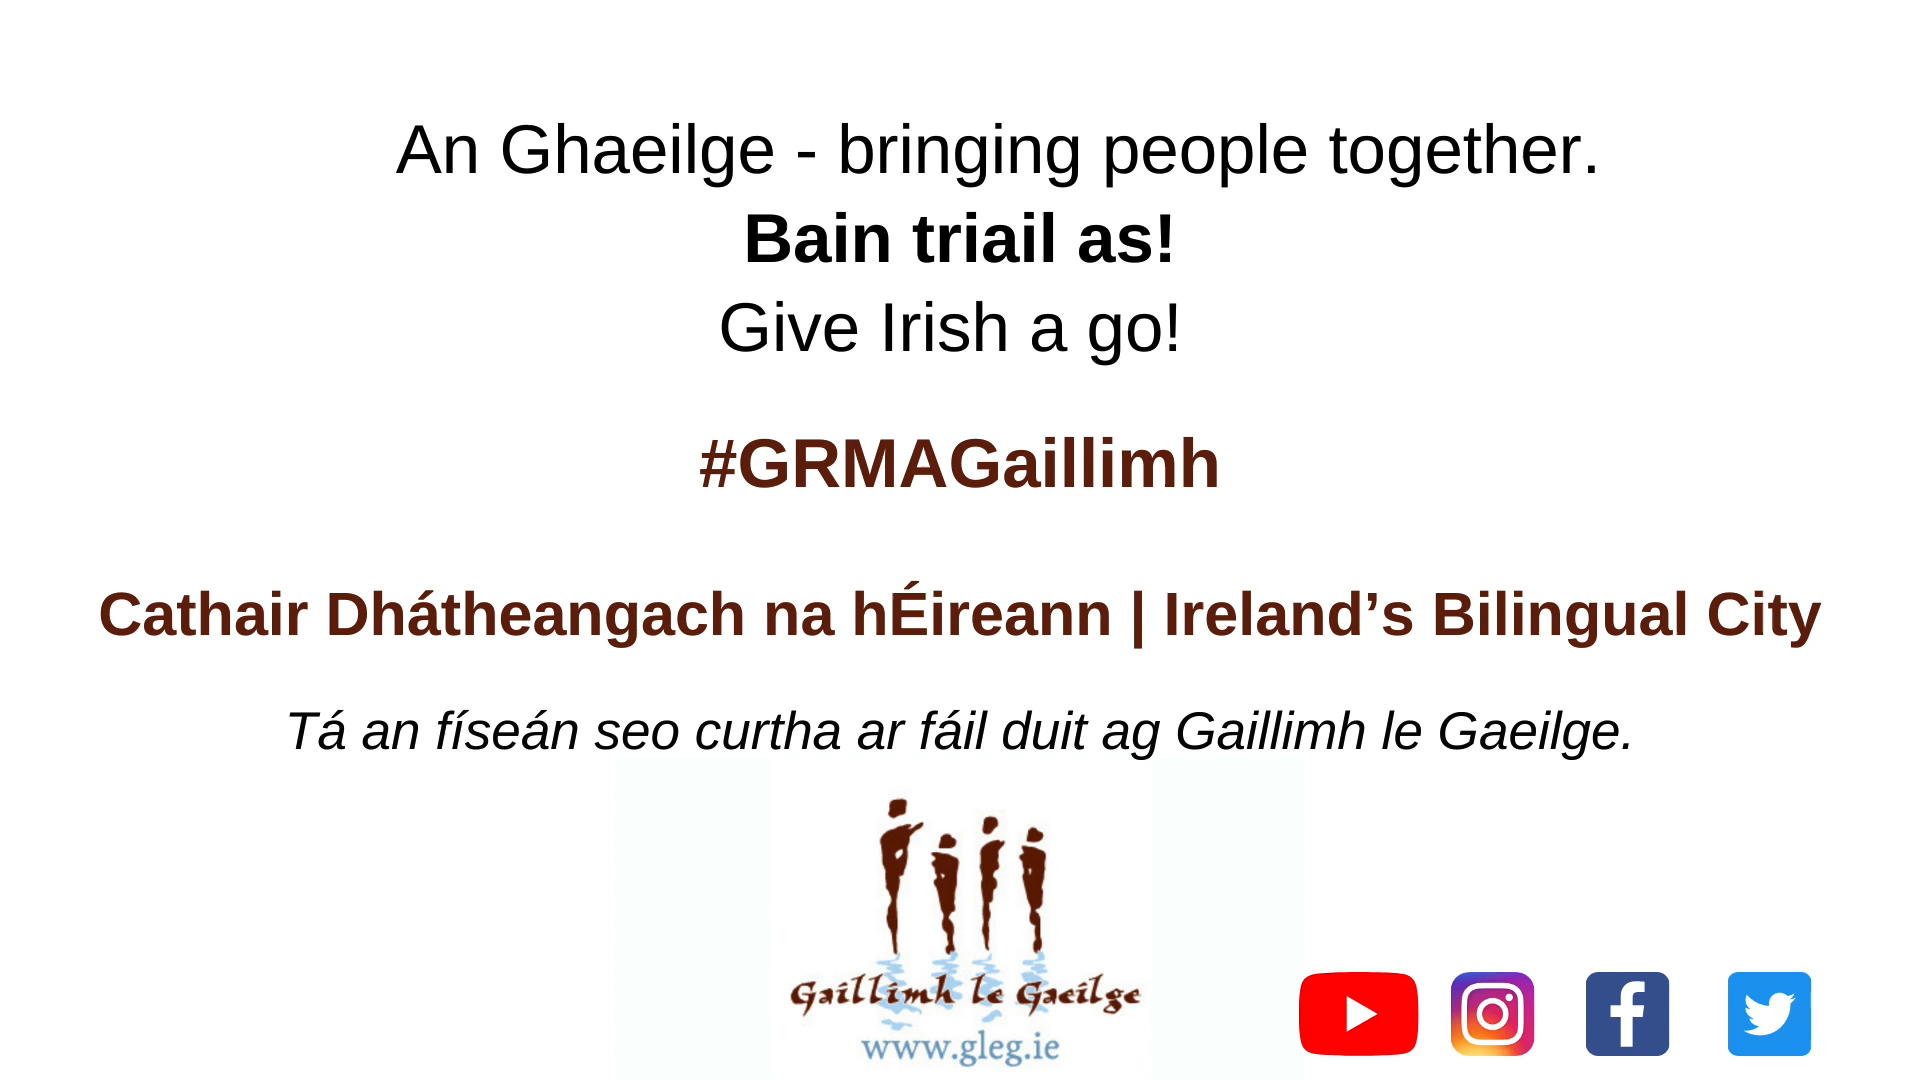 An Ghaeilge - bringing people together.
Bain triail as!
Give Irish a go!
#GRMAGaillimh
Cathair Dhátheangach na hÉireann | Ireland’s Bilingual City
Tá an físeán seo curtha ar fáil duit ag Gaillimh le Gaeilge.
Gaillimh le Gaeilge
www.gleg.ie